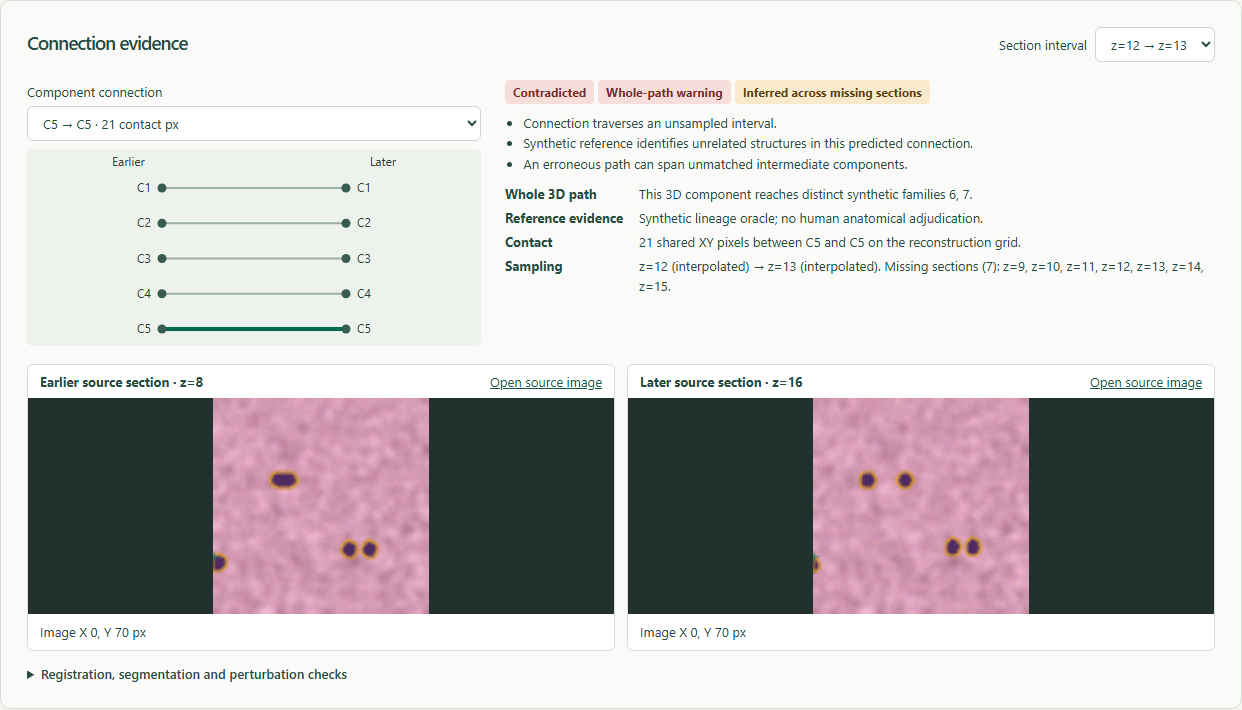 Connection evidence
Section interval
z=12 → z=13
Component connection
C5 → C5 · 21 contact px
Earlier
Later
C1
C1
C2
C2
C3
C3
C4
C4
C5
C5
Contradicted
Whole-path warning
Inferred across missing sections
• Connection traverses an unsampled interval.
• Synthetic reference identifies unrelated structures in this predicted connection.
• An erroneous path can span unmatched intermediate components.
Whole 3D path This 3D component reaches distinct synthetic families 6, 7.
Reference evidence Synthetic lineage oracle; no human anatomical adjudication.
Contact 21 shared XY pixels between C5 and C5 on the reconstruction grid.
Sampling z=12 (interpolated) → z=13 (interpolated). Missing sections (7): z=9, z=10, z=11, z=12, z=13, z=14,
z=15.
Earlier source section · z=8
Open source image
Image X 0, Y 70 px
Later source section · z=16
Open source image
Image X 0, Y 70 px
Registration, segmentation and perturbation checks